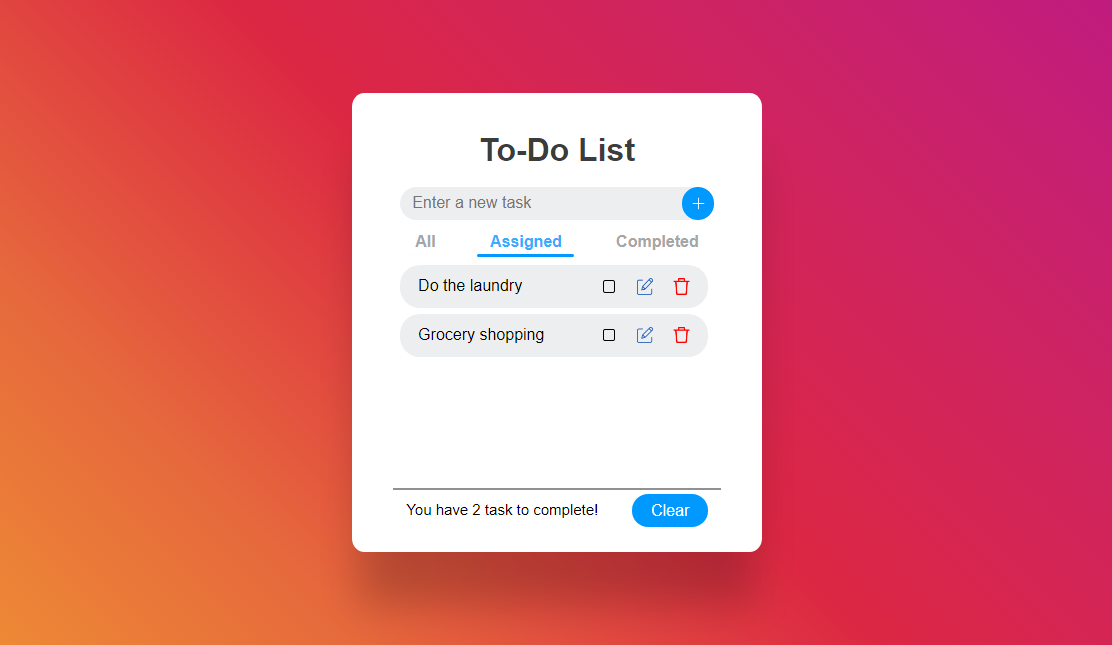 To-Do List
Enter a new task
All Assigned Completed
Do the laundry
Grocery shopping
You have 2 task to complete! Clear